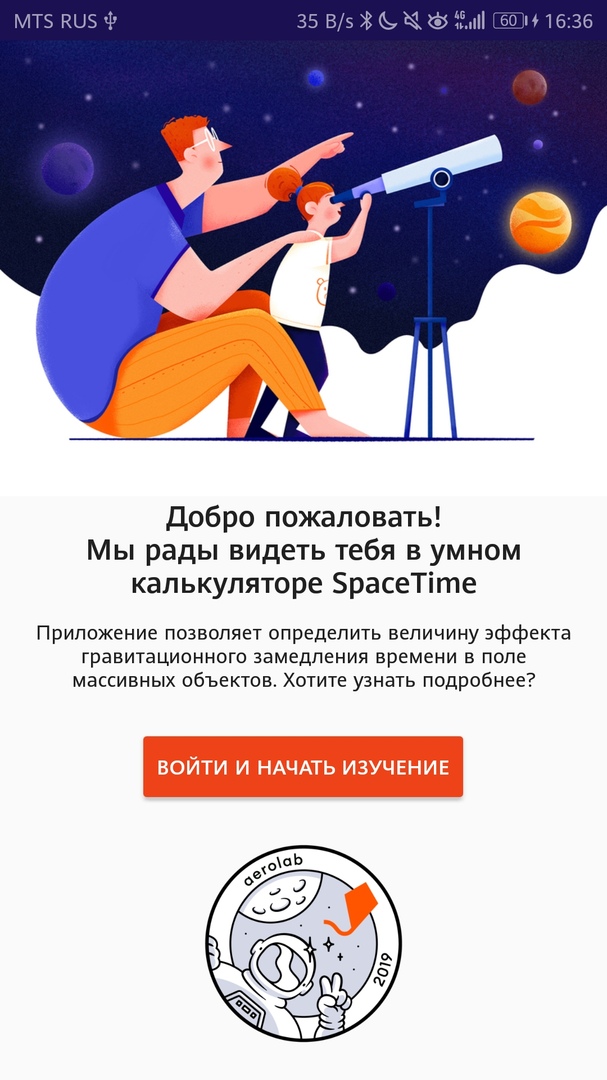 MTS RUS 35 B/s 4G 60 16:36
Добро пожаловать!
Мы рады видеть тебя в умном
калькуляторе SpaceTime
Приложение позволяет определить величину эффекта
гравитационного замедления времени в поле
массивных объектов. Хотите узнать подробнее?
ВОЙТИ И НАЧАТЬ ИЗУЧЕНИЕ
aerolab
2019